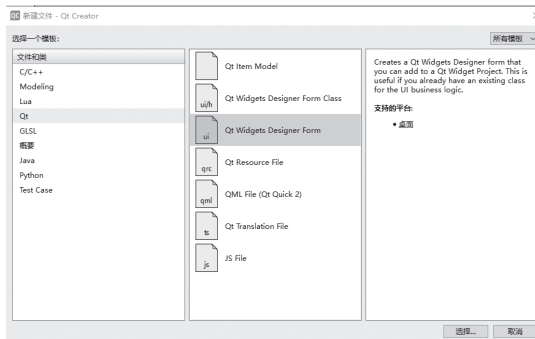 QC 新建文件 - Qt Creator
选择一个模板:
所有模板
文件和类
C/C++
Modeling
Lua
Qt
GLSL
概要
Java
Python
Test Case
Qt Item Model
ui/h Qt Widgets Designer Form Class
ui Qt Widgets Designer Form
qrc Qt Resource File
qml QML File (Qt Quick 2)
ts Qt Translation File
js JS File
Creates a Qt Widgets Designer form that
you can add to a Qt Widget Project. This is
useful if you already have an existing class
for the UI business logic.
支持的平台:
• 桌面
选择...
取消